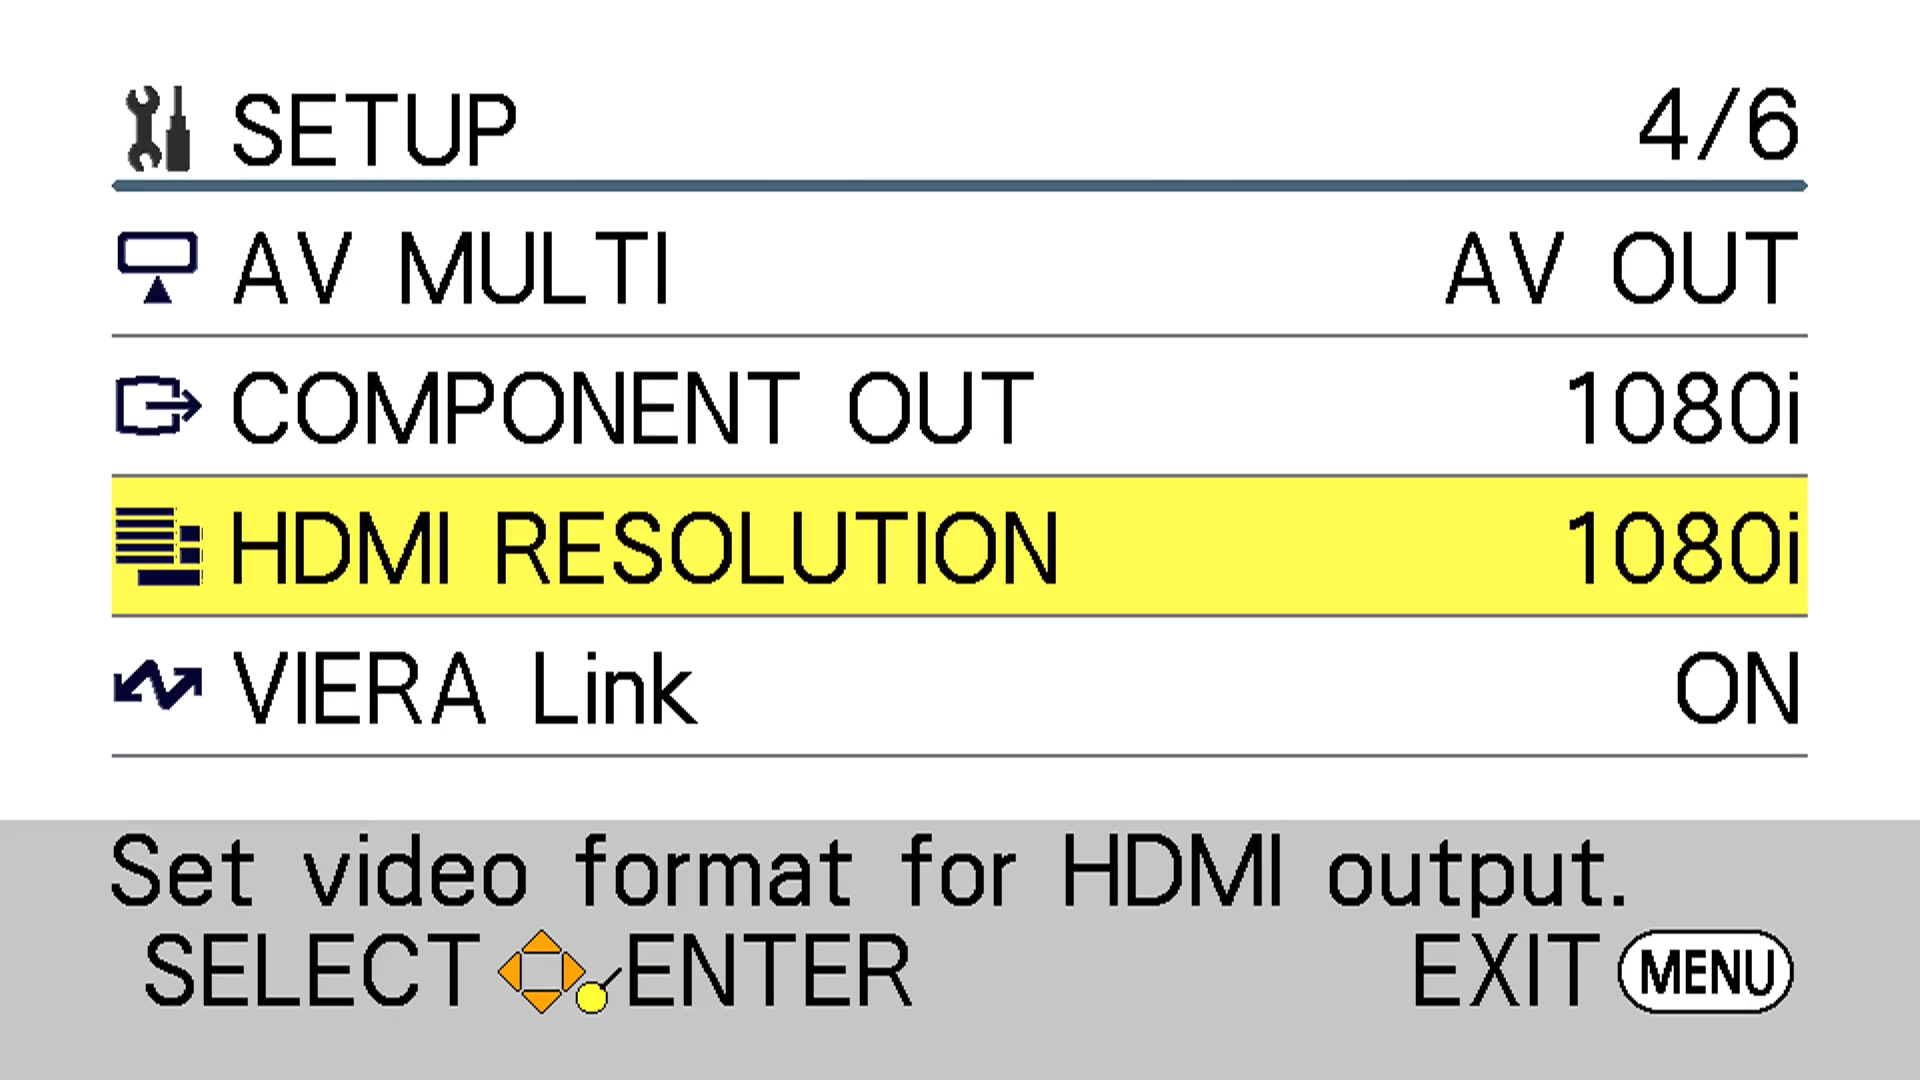 SETUP 4/6
AV MULTI AV OUT
COMPONENT OUT 1080i
HDMI RESOLUTION 1080i
VIERA Link ON
Set video format for HDMI output.
SELECT ENTER EXIT MENU